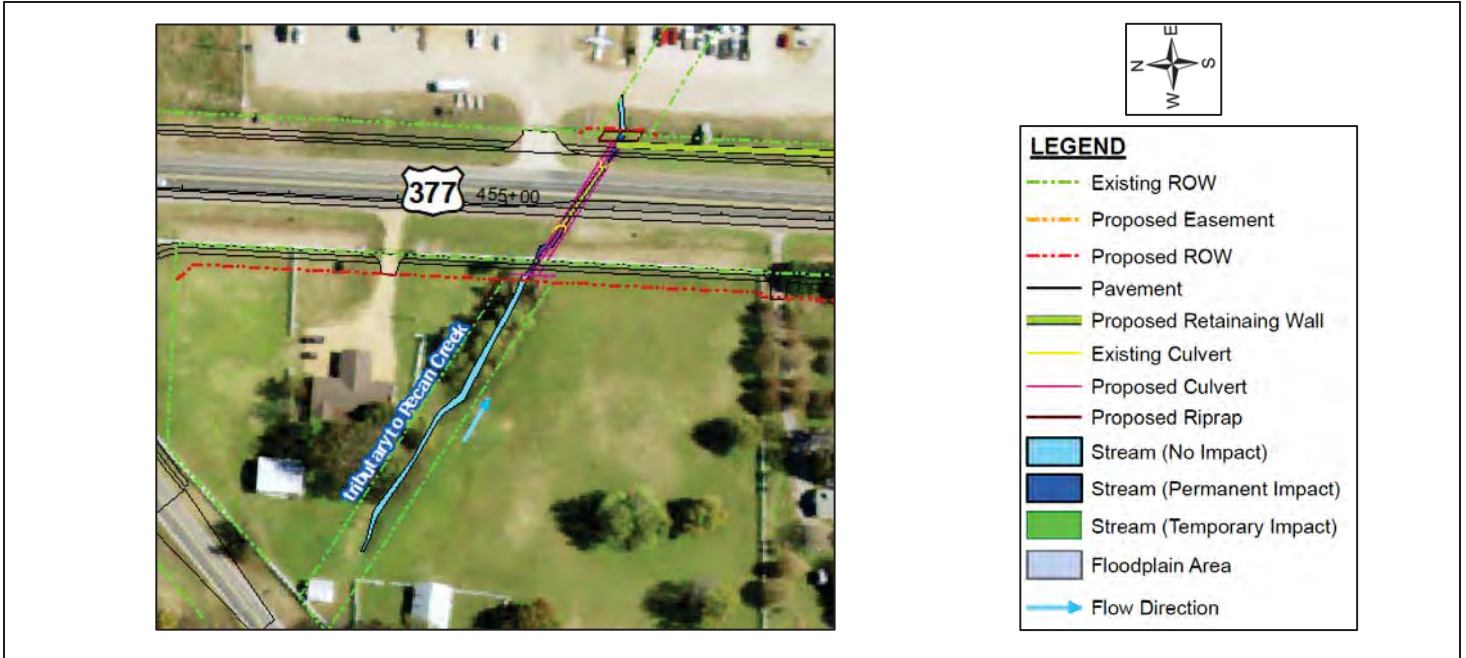 377
455+00
tributary to Pecan Creek
E
N
S
W
LEGEND
Existing ROW
Proposed Easement
Proposed ROW
Pavement
Proposed Retainaing Wall
Existing Culvert
Proposed Culvert
Proposed Riprap
Stream (No Impact)
Stream (Permanent Impact)
Stream (Temporary Impact)
Floodplain Area
Flow Direction